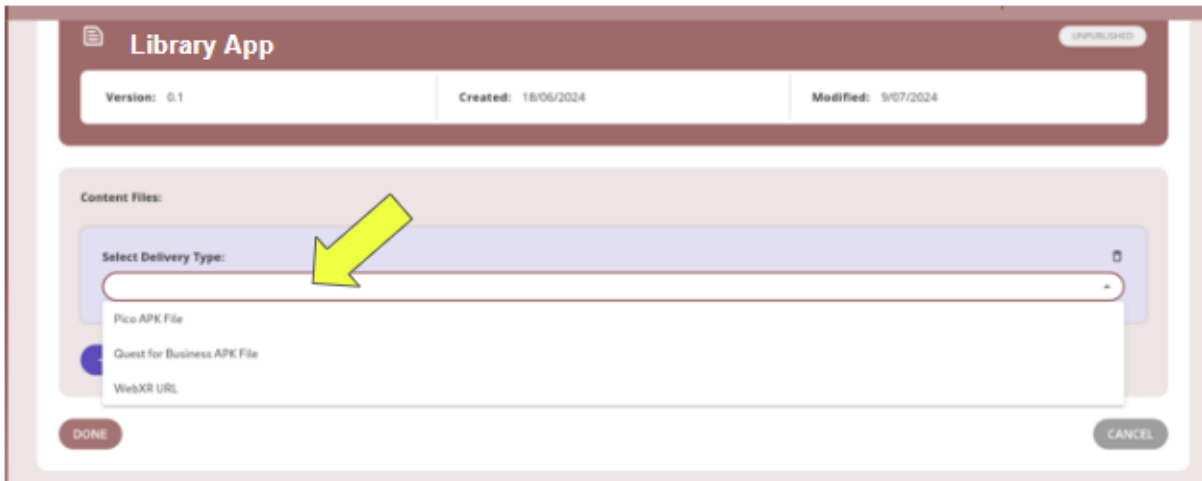 Library App
UNPUBLISHED
Version: 0.1
Created: 18/06/2024
Modified: 9/07/2024
Content Files:
Select Delivery Type:
Pico APK File
Quest for Business APK File
WebXR URL
DONE
CANCEL